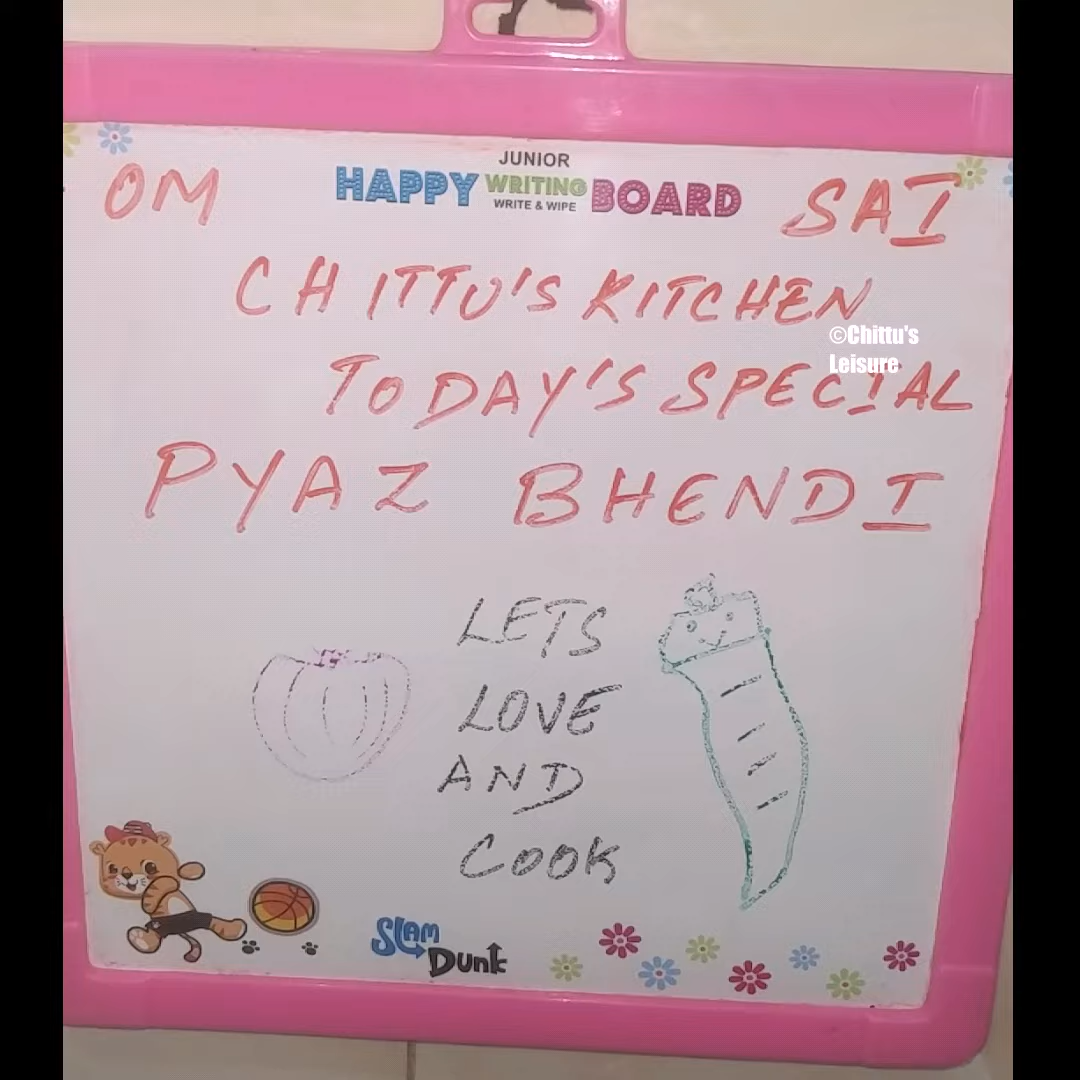 JUNIOR
HAPPY WRITING BOARD
WRITE & WIPE
OM SAI
CHITTU'S KITCHEN
©Chittu's
Leisure
TODAY'S SPECIAL
PYAZ BHENDI
LETS
LOVE
AND
COOK
SLAM
DUNK